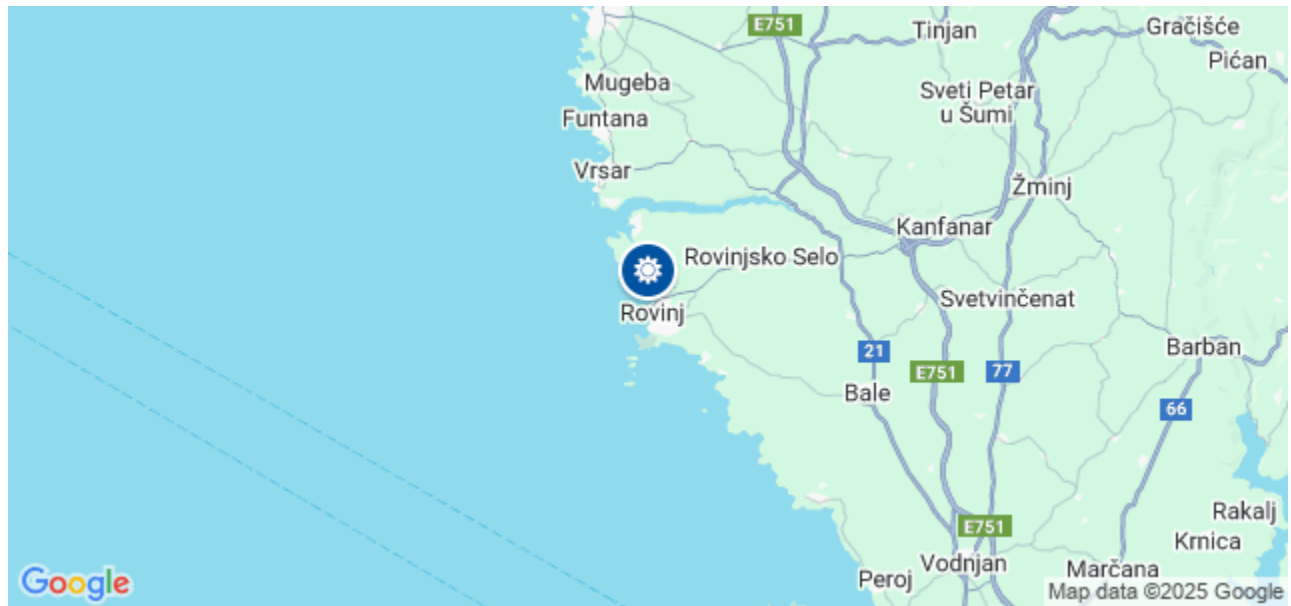 E751
Tinjan
Gračišće
Pićan
Mugeba
Sveti Petar
u Šumi
Funtana
Vrsar
Žminj
Kanfanar
Rovinjsko Selo
Svetvinčenat
Rovinj
21
E751
77
Barban
Bale
66
E751
Rakalj
Krnica
Vodnjan
Marčana
Peroj
Google
Map data ©2025 Google